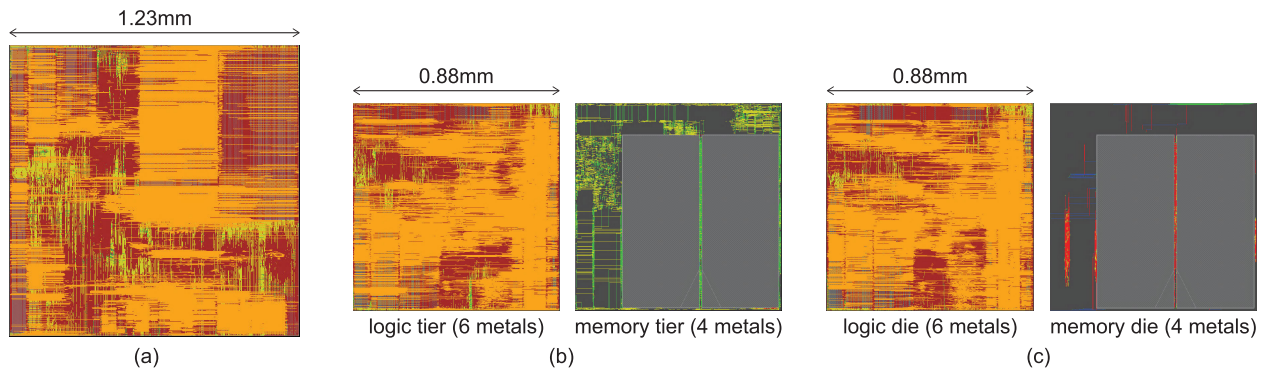 1.23mm
0.88mm
0.88mm
logic tier (6 metals)
memory tier (4 metals)
logic die (6 metals)
memory die (4 metals)
(a)
(b)
(c)